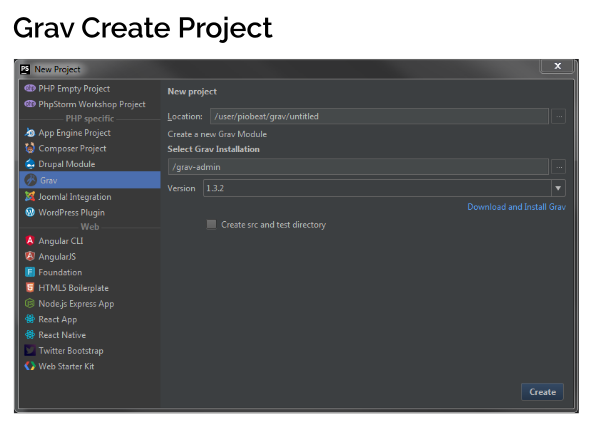 Grav Create Project
PS New Project x
PHP Empty Project
PhpStorm Workshop Project
PHP specific
App Engine Project
Composer Project
Drupal Module
Grav
Joomla! Integration
WordPress Plugin
Web
Angular CLI
AngularJS
Foundation
HTML5 Boilerplate
Node.js Express App
React App
React Native
Twitter Bootstrap
Web Starter Kit
New project
Location: /user/piobeat/grav/untitled ...
Create a new Grav Module
Select Grav Installation
/grav-admin ...
Version 1.3.2
Download and Install Grav
Create src and test directory
Create